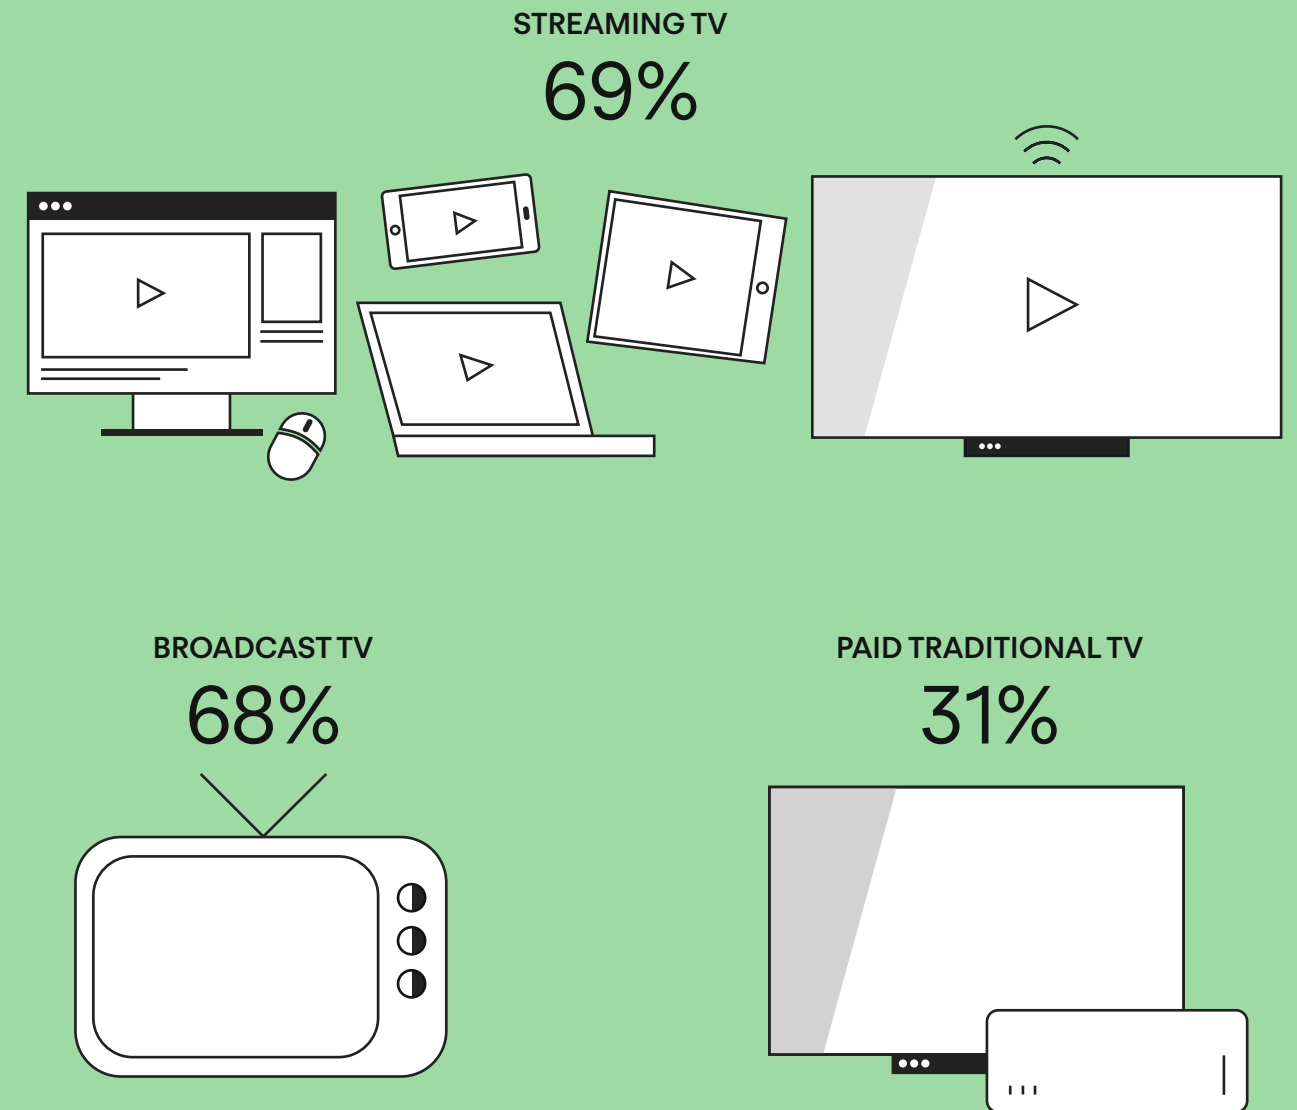 STREAMING TV
69%
BROADCAST TV
68%
PAID TRADITIONAL TV
31%